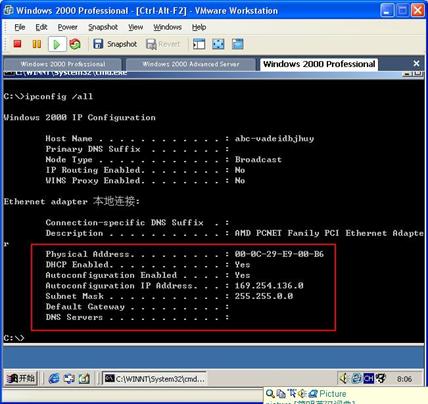 Windows 2000 Professional - [Ctrl-Alt-F2] - VMware Workstation
File Edit Power Snapshot View Windows Help
Snapshot Revert
Windows 2000 Professional Windows 2000 Advanced Server Windows 2000 Professional
C:\WINNT\System32\cmd.exe
C:\>ipconfig /all
Windows 2000 IP Configuration
Host Name . . . . . . . . . . . . : abc-vadeidbjhuy
Primary DNS Suffix . . . . . . . :
Node Type . . . . . . . . . . . . : Broadcast
IP Routing Enabled. . . . . . . . : No
WINS Proxy Enabled. . . . . . . . : No
Ethernet adapter 本地连接:
Connection-specific DNS Suffix . :
Description . . . . . . . . . . . : AMD PCNET Family PCI Ethernet Adapte
r
Physical Address. . . . . . . . . : 00-0C-29-E9-00-B6
DHCP Enabled. . . . . . . . . . . : Yes
Autoconfiguration Enabled . . . . : Yes
Autoconfiguration IP Address. . . : 169.254.136.0
Subnet Mask . . . . . . . . . . . : 255.255.0.0
Default Gateway . . . . . . . . . :
DNS Servers . . . . . . . . . . . :
C:\>
开始 C:\WINNT\System32\cmd... CH 8:06
Picture